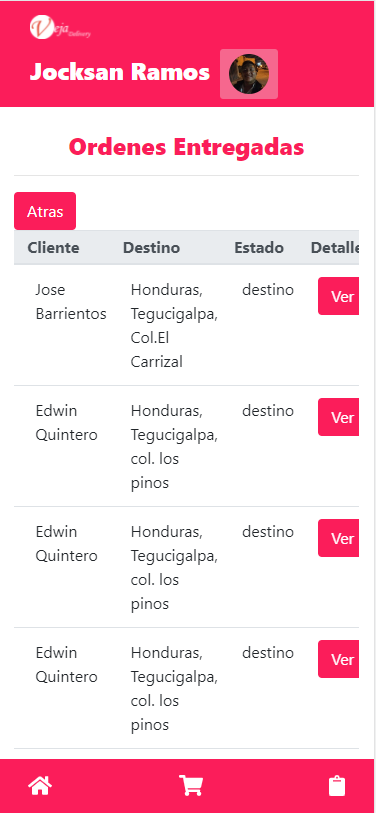 Veja
Delivery
Jocksan Ramos
Ordenes Entregadas
Atras
Cliente Destino Estado Detalle
Jose Barrientos
Honduras, Tegucigalpa, Col.El Carrizal
destino
Ver
Edwin Quintero
Honduras, Tegucigalpa, col. los pinos
destino
Ver
Edwin Quintero
Honduras, Tegucigalpa, col. los pinos
destino
Ver
Edwin Quintero
Honduras, Tegucigalpa, col. los pinos
destino
Ver